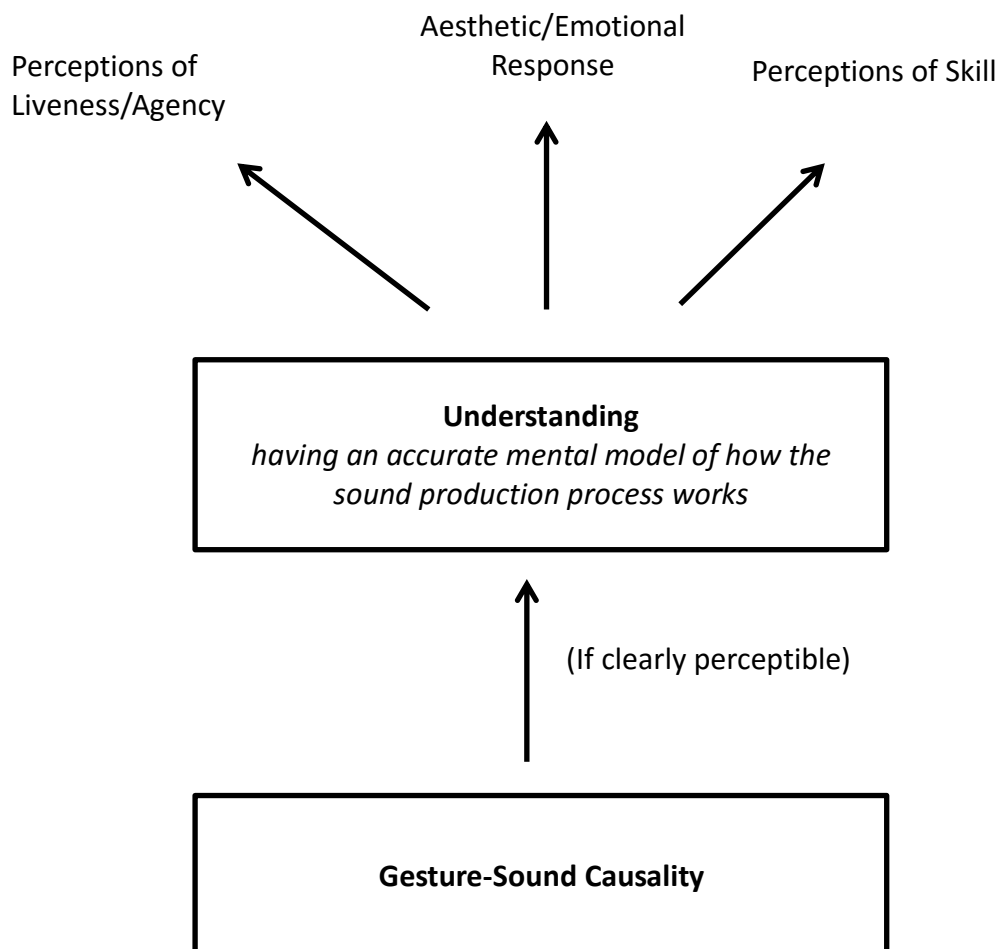 Aesthetic/Emotional
Response
Perceptions of
Liveness/Agency
Perceptions of Skill
Understanding
having an accurate mental model of how the
sound production process works
(If clearly perceptible)
Gesture-Sound Causality